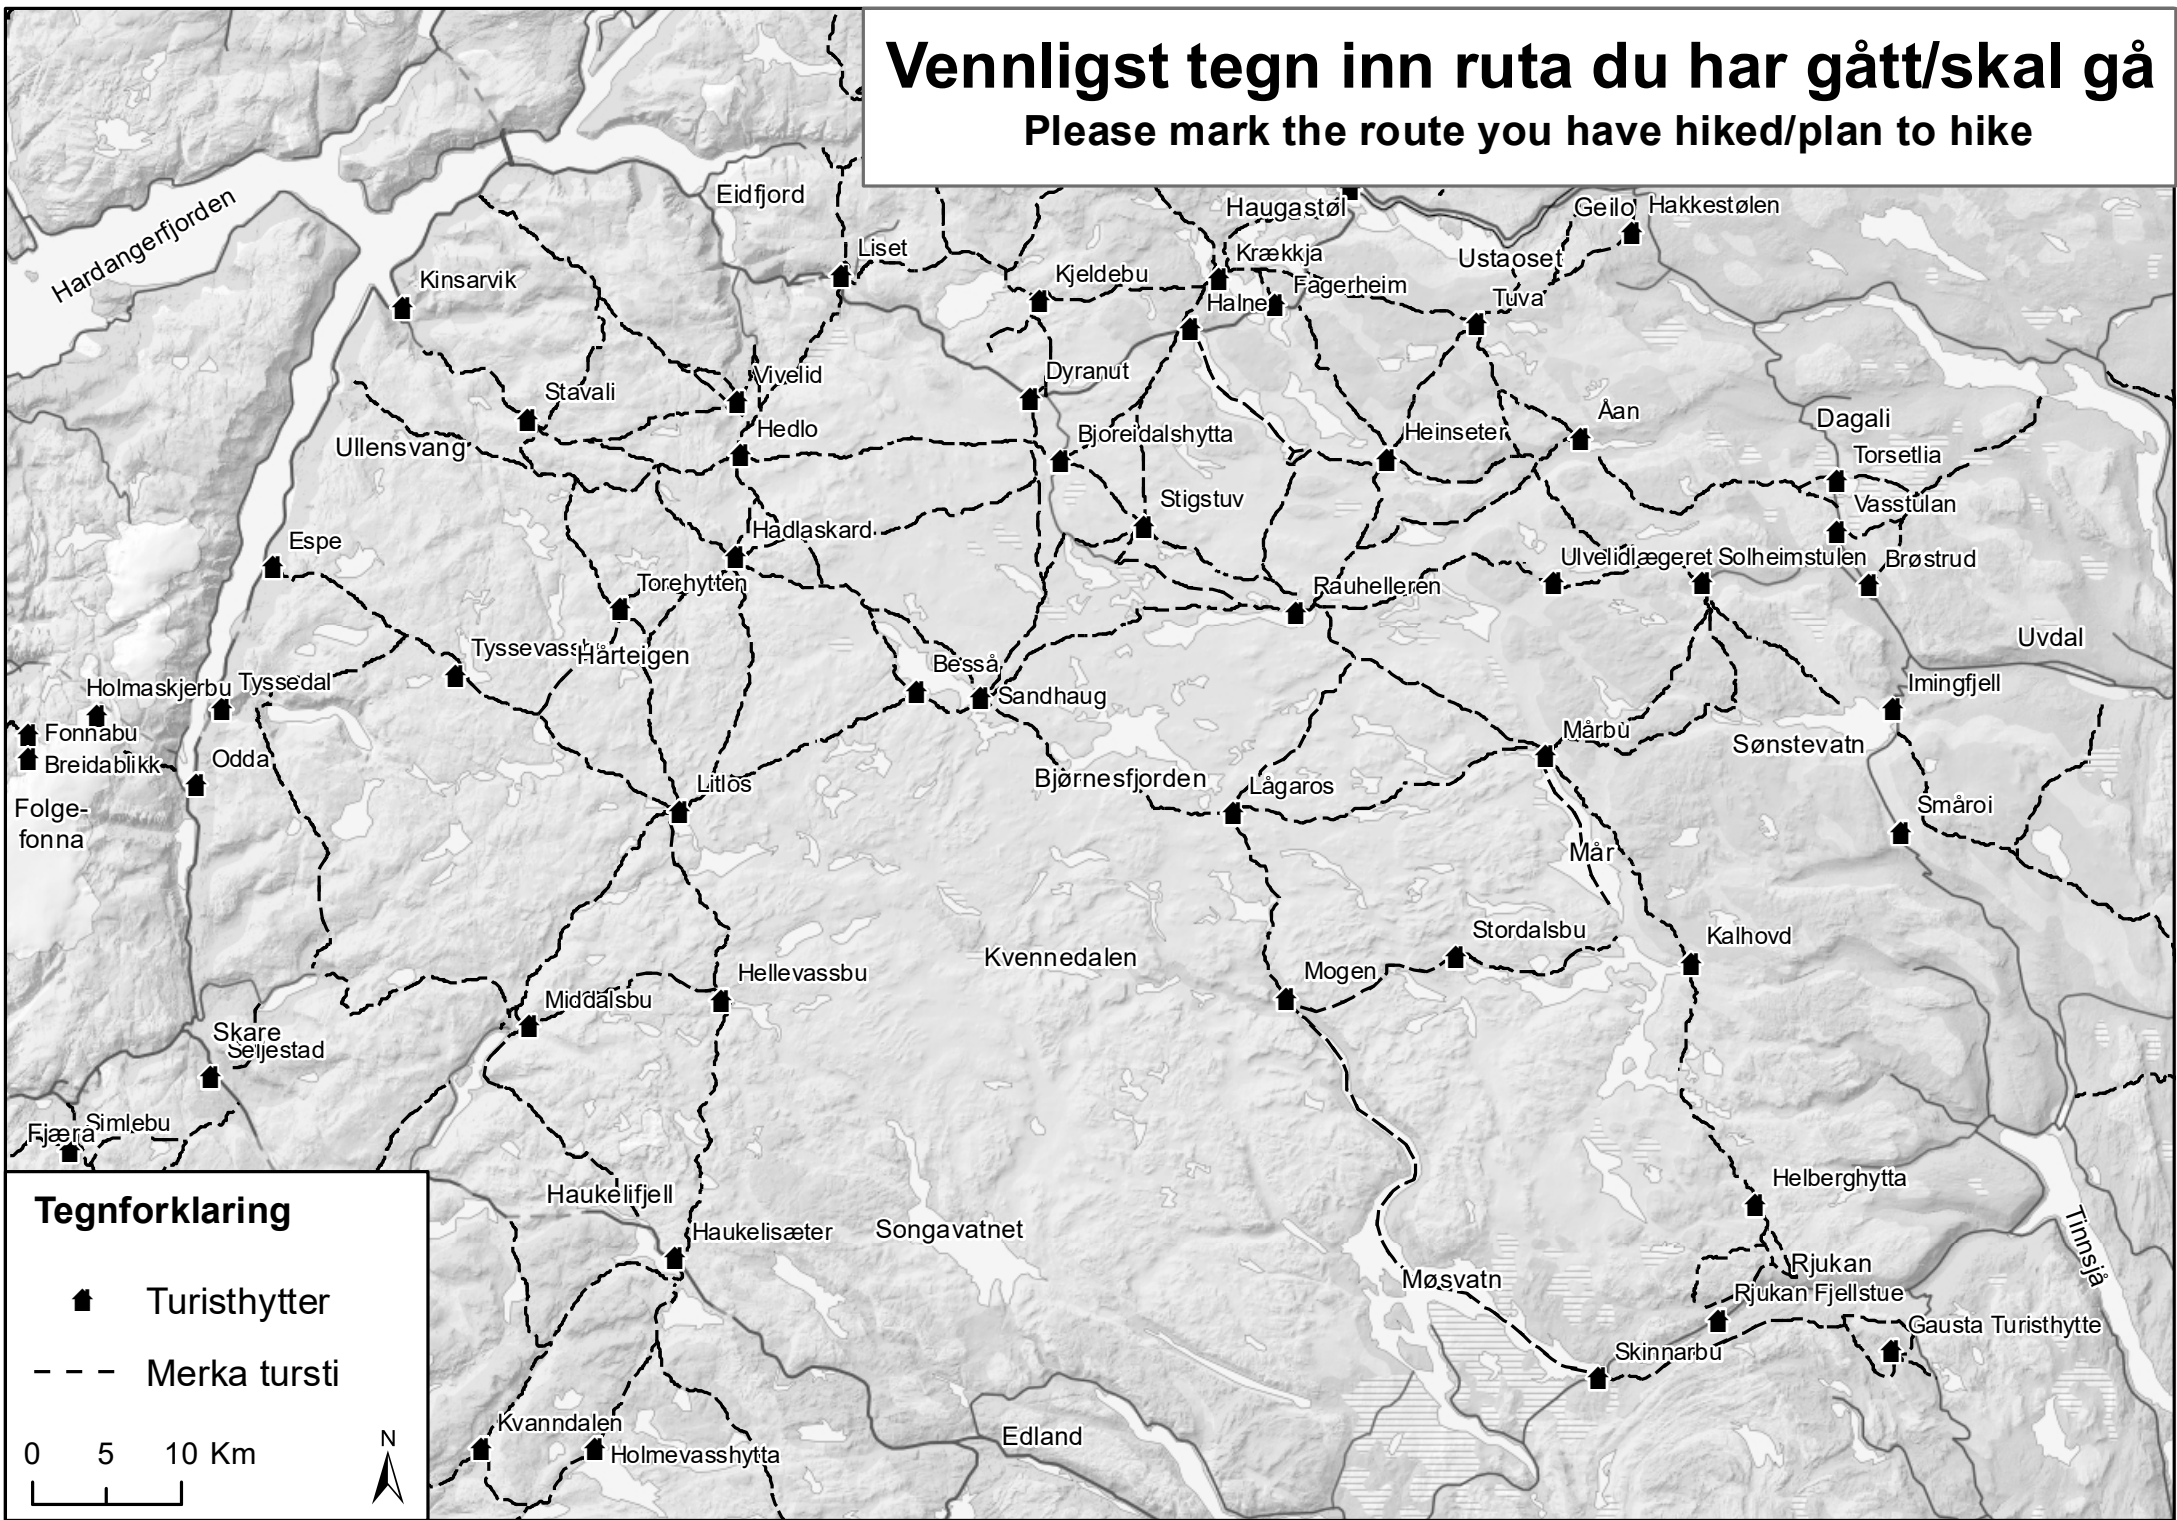 Vennligst tegn inn ruta du har gått/skal gå
Please mark the route you have hiked/plan to hike
Eidfjord
Haugastøl
Geilo
Hakkestølen
Hardangerfjorden
Liset
Krækkja
Ustaoset
Kinsarvik
Kjeldebu
Fagerheim
Halne
Tuva
Vivelid
Dyranut
Stavali
Åan
Dagali
Hedlo
Bjoreidalshytta
Heinseter
Ullensvang
Torsetlia
Stigstuv
Vasstulan
Espe
Hadlaskard
Ulvelidlægeret
Solheimstulen
Brøstrud
Torehytten
Rauhelleren
Uvdal
Hårteigen
Besså
Holmaskjerbu
Tyssedal
Sandhaug
Imingfjell
Fonnabu
Mårbu
Sønstevatn
Breidablikk
Odda
Litlos
Bjørnesfjorden
Lågaros
Folge-
fonna
Småroi
Mår
Stordalsbu
Kalhovd
Kvennedalen
Hellevassbu
Mogen
Middalsbu
Skare
Seljestad
Simlebu
Fjæra
Helberghytta
Haukelifjell
Haukelisæter
Songavatnet
Tinnsjå
Møsvatn
Rjukan
Rjukan Fjellstue
Gausta Turisthytte
Skinnarbu
Kvanndalen
Edland
Holmevasshytta
Tegnforklaring
Turisthytter
Merka tursti
0 5 10 Km
N